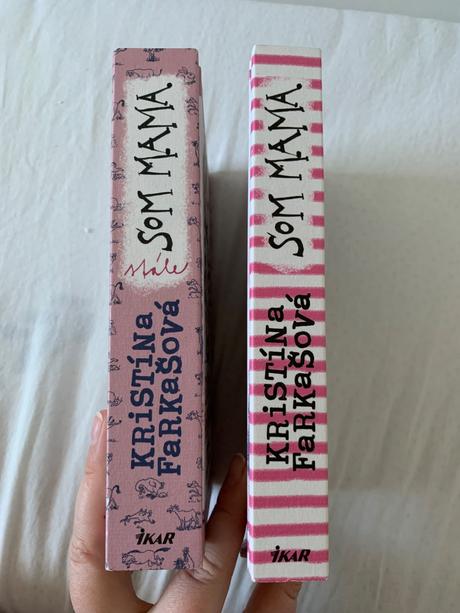 stále SOM MAMA
KRiSTíNa
FaRKašová
iKAR
SOM MAMA
KRiSTíNa
FaRKašová
iKAR